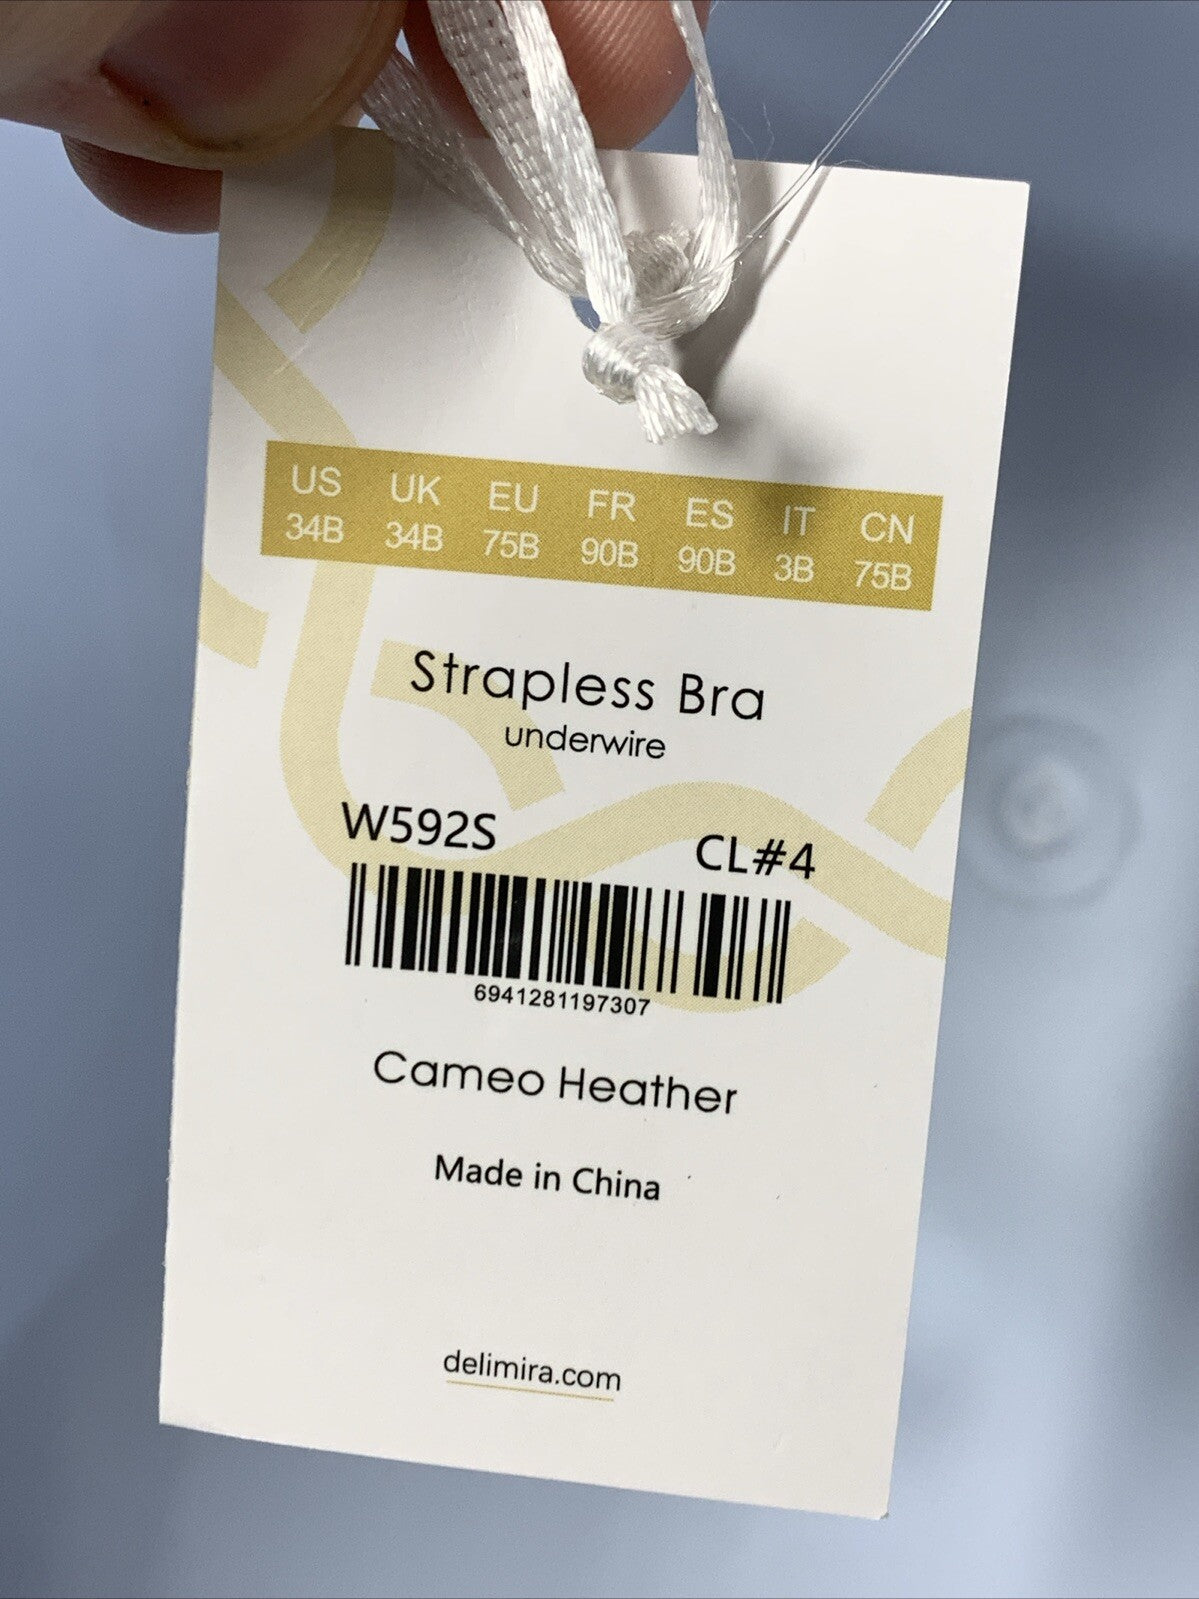 US UK EU FR ES IT CN
34B 34B 75B 90B 90B 3B 75B
Strapless Bra
underwire
W592S CL#4
6941281197307
Cameo Heather
Made in China
delimira.com